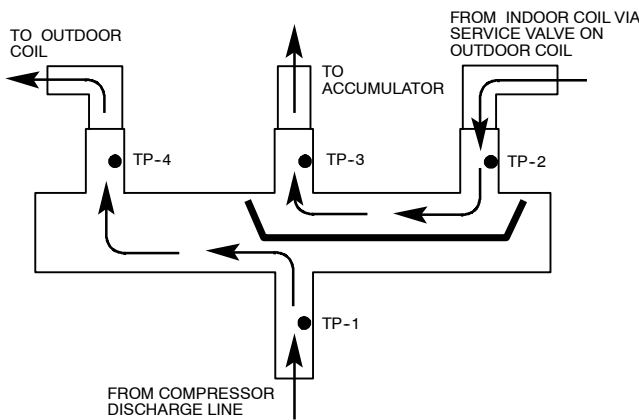 TO OUTDOOR
COIL
TO
ACCUMULATOR
FROM INDOOR COIL VIA
SERVICE VALVE ON
OUTDOOR COIL
TP-4
TP-3
TP-2
TP-1
FROM COMPRESSOR
DISCHARGE LINE